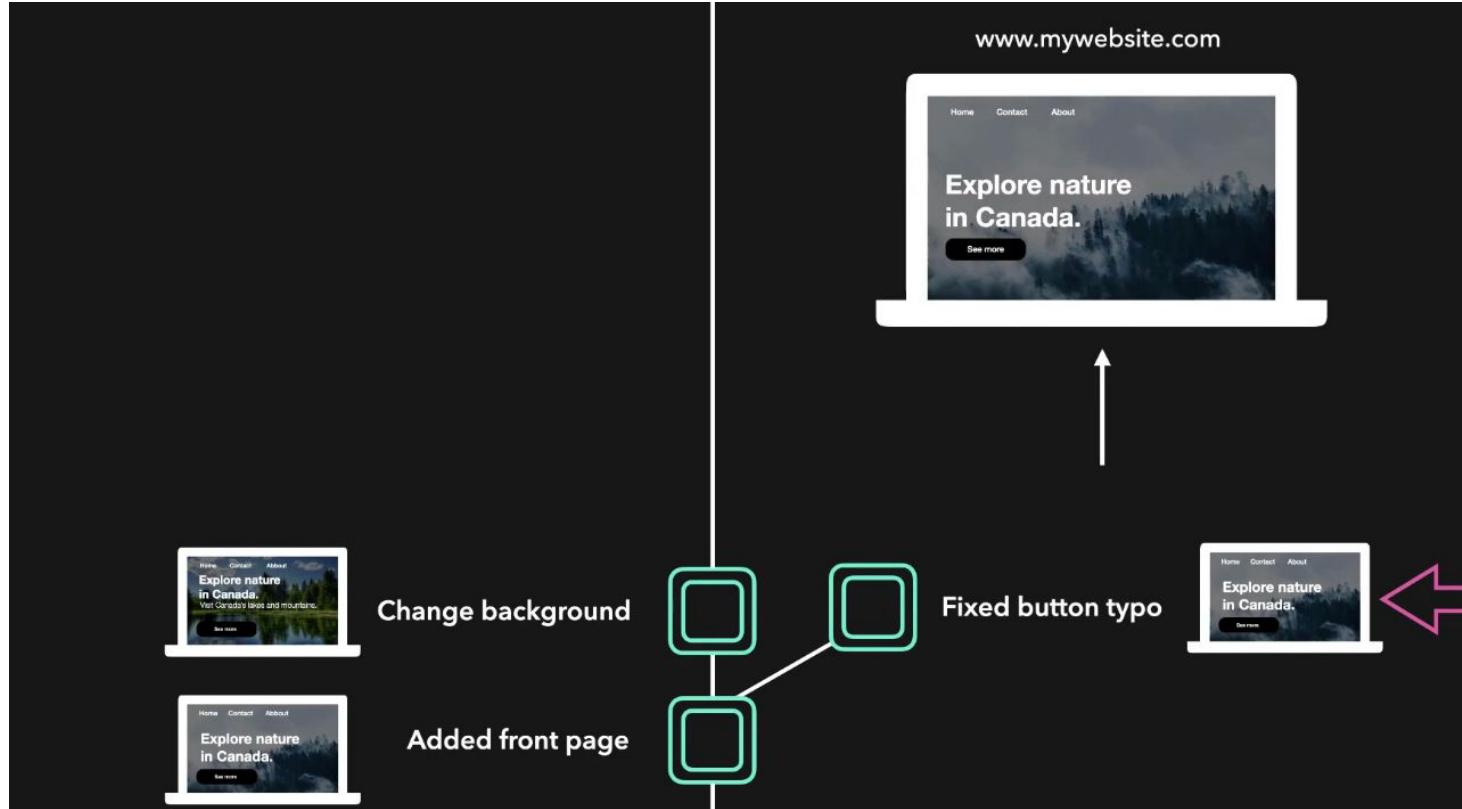 www.mywebsite.com
Home Contact About
Explore nature
in Canada.
See more
Home Contact Abbout
Explore nature
in Canada.
Visit Canada's lakes and mountains.
See more
Change background
Fixed button typo
Home Contact About
Explore nature
in Canada.
See more
Home Contact Abbout
Explore nature
in Canada.
See more
Added front page